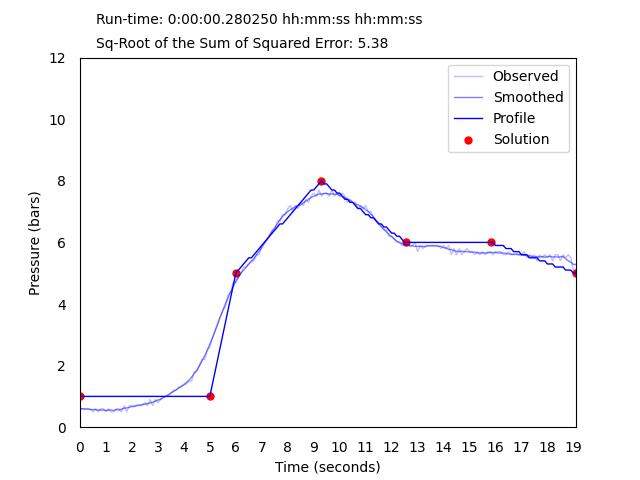 Run-time: 0:00:00.280250 hh:mm:ss hh:mm:ss
Sq-Root of the Sum of Squared Error: 5.38
12
10
8
6
4
2
0
Pressure (bars)
Observed
Smoothed
Profile
Solution
0 1 2 3 4 5 6 7 8 9 10 11 12 13 14 15 16 17 18 19
Time (seconds)